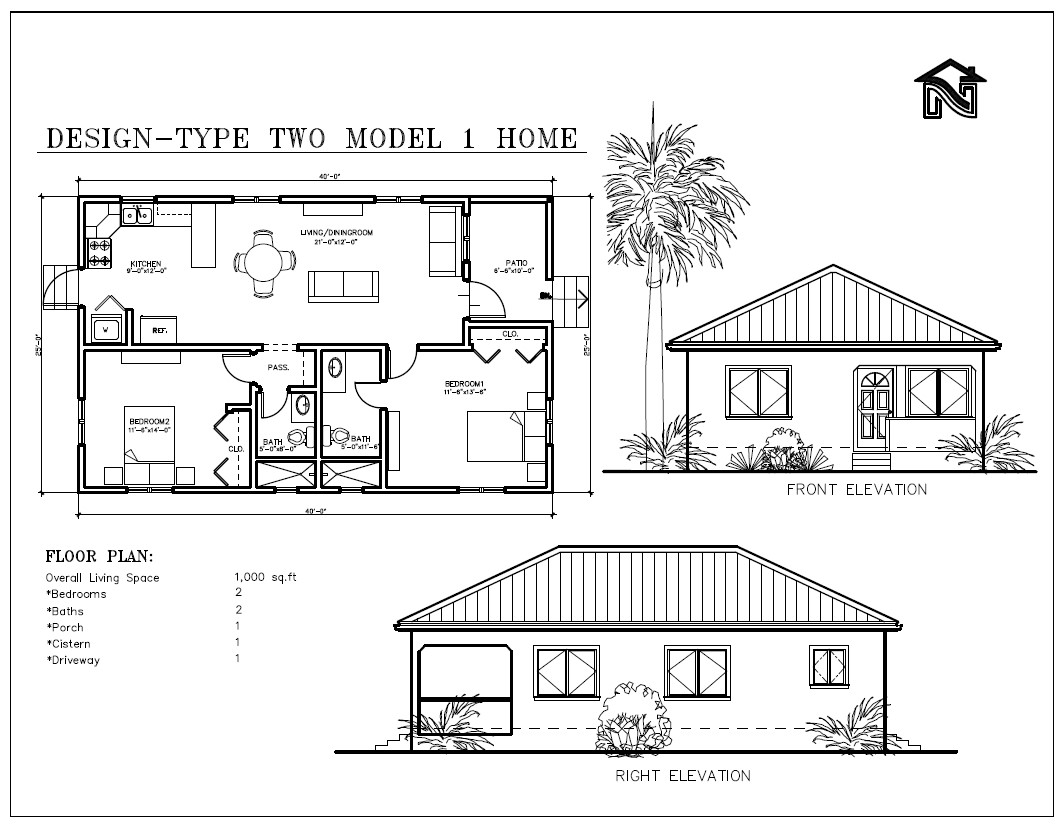 DESIGN-TYPE TWO MODEL 1 HOME
40'-0"
25'-0"
25'-0"
KITCHEN
9'-0"x12'-0"
LIVING/DININGROOM
21'-0"x12'-0"
PATIO
6'-6"x10'-0"
W
REF.
PASS.
CLO.
BEDROOM1
11'-6"x13'-6"
BEDROOM2
11'-6"x14'-0"
CLO.
BATH
5'-0"x8'-0"
BATH
5'-0"x11'-6"
40'-0"
FRONT ELEVATION
FLOOR PLAN:
Overall Living Space 1,000 sq.ft
*Bedrooms 2
*Baths 2
*Porch 1
*Cistern 1
*Driveway 1
RIGHT ELEVATION